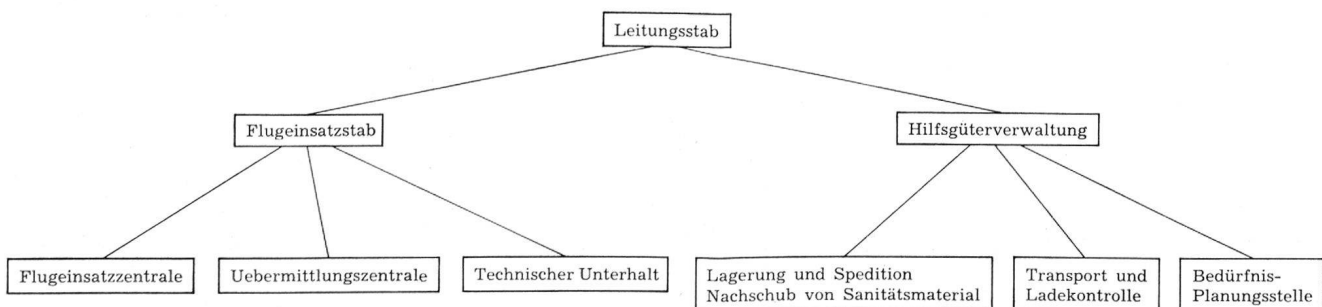 Leitungsstab
Flugeinsatzstab
Hilfsgüterverwaltung
Flugeinsatzzentrale
Uebermittlungszentrale
Technischer Unterhalt
Lagerung und Spedition
Nachschub von Sanitätsmaterial
Transport und
Ladekontrolle
Bedürfnis-
Planungsstelle